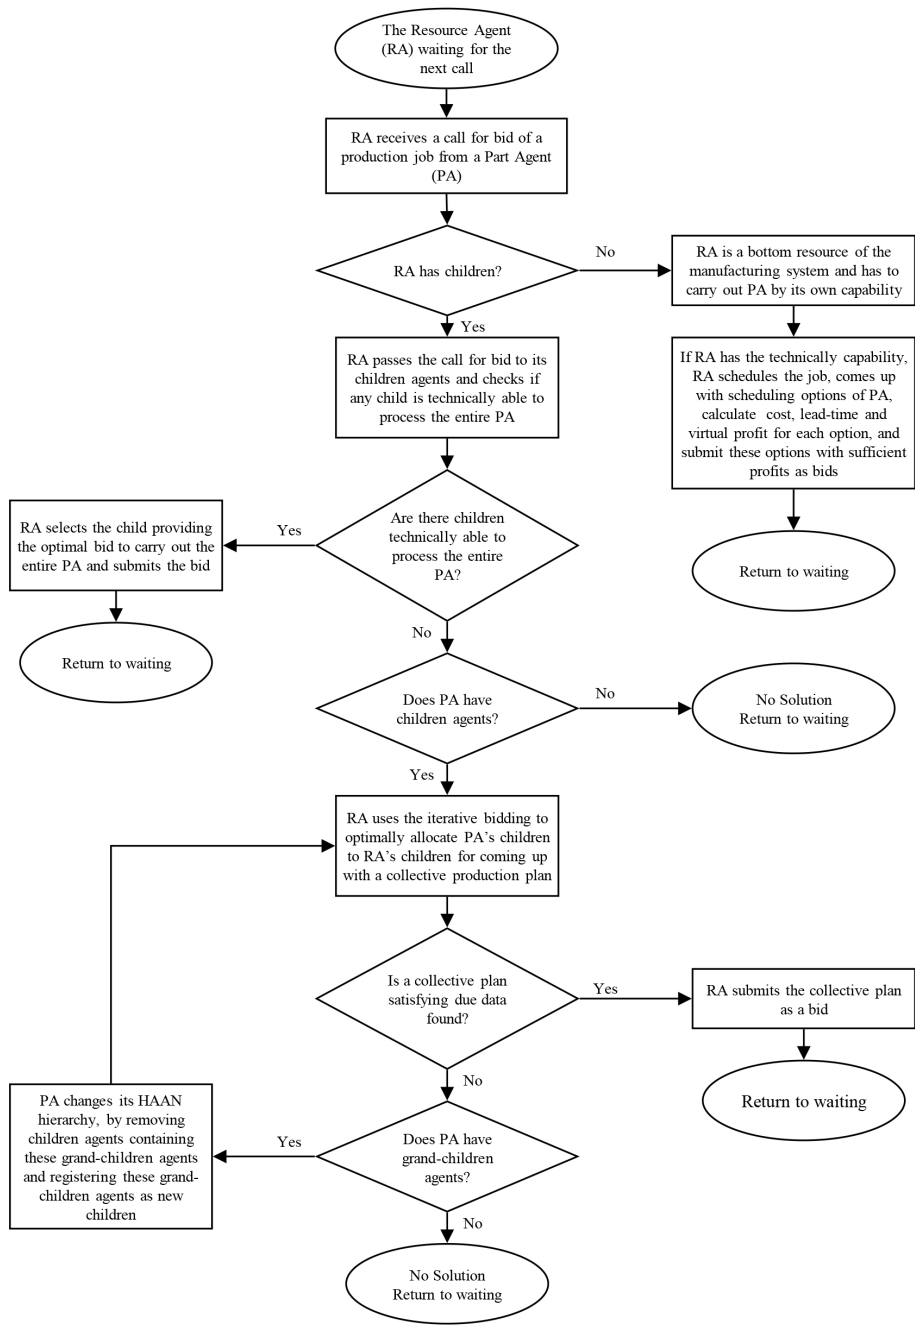 The Resource Agent
(RA) waiting for the
next call
RA receives a call for bid of a
production job from a Part Agent
(PA)
RA has children?
No
RA is a bottom resource of the
manufacturing system and has to
carry out PA by its own capability
Yes
RA passes the call for bid to its
children agents and checks if
any child is technically able to
process the entire PA
If RA has the technically capability,
RA schedules the job, comes up
with scheduling options of PA,
calculate cost, lead-time and
virtual profit for each option, and
submit these options with sufficient
profits as bids
Return to waiting
Are there children
technically able to
process the entire
PA?
Yes
RA selects the child providing
the optimal bid to carry out the
entire PA and submits the bid
Return to waiting
No
Does PA have
children agents?
No
No Solution
Return to waiting
Yes
RA uses the iterative bidding to
optimally allocate PA’s children
to RA’s children for coming up
with a collective production plan
Is a collective plan
satisfying due data
found?
Yes
RA submits the collective plan
as a bid
Return to waiting
No
Does PA have
grand-children
agents?
Yes
PA changes its HAAN
hierarchy, by removing
children agents containing
these grand-children agents
and registering these grand-
children agents as new
children
No
No Solution
Return to waiting